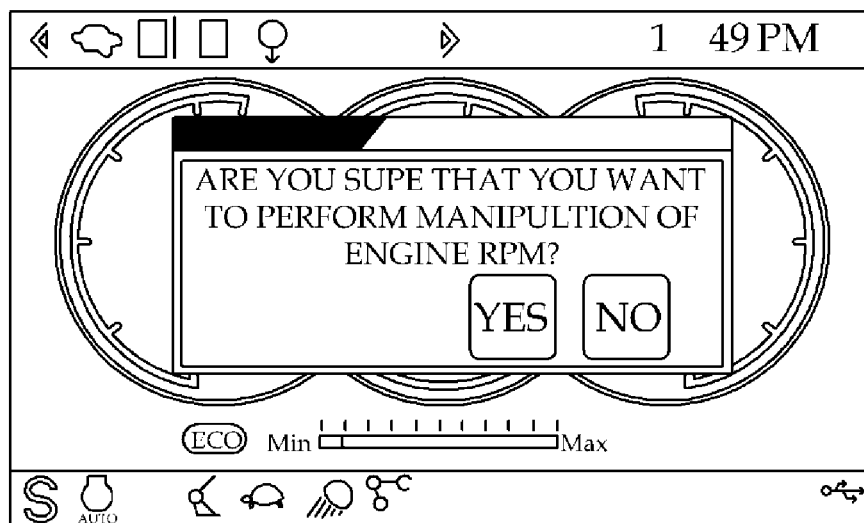 1 49 PM
ARE YOU SUPE THAT YOU WANT
TO PERFORM MANIPULTION OF
ENGINE RPM?
YES NO
ECO Min Max
S AUTO